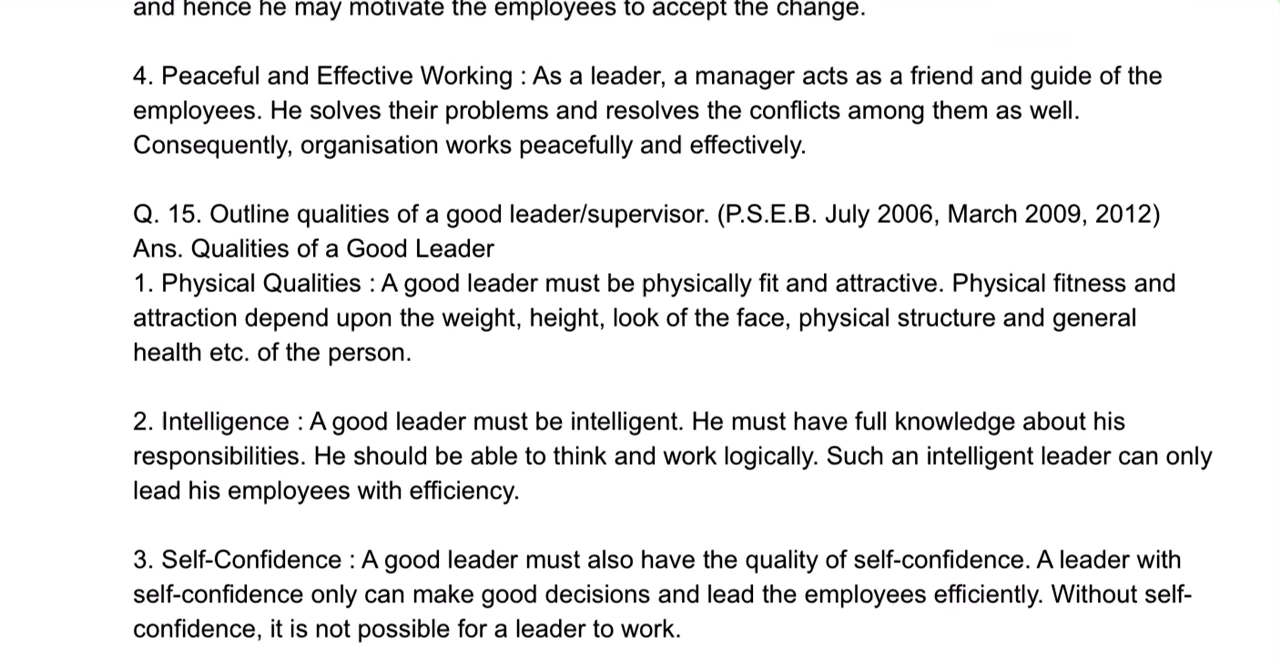 and hence he may motivate the employees to accept the change.
4. Peaceful and Effective Working : As a leader, a manager acts as a friend and guide of the
employees. He solves their problems and resolves the conflicts among them as well.
Consequently, organisation works peacefully and effectively.
Q. 15. Outline qualities of a good leader/supervisor. (P.S.E.B. July 2006, March 2009, 2012)
Ans. Qualities of a Good Leader
1. Physical Qualities : A good leader must be physically fit and attractive. Physical fitness and
attraction depend upon the weight, height, look of the face, physical structure and general
health etc. of the person.
2. Intelligence : A good leader must be intelligent. He must have full knowledge about his
responsibilities. He should be able to think and work logically. Such an intelligent leader can only
lead his employees with efficiency.
3. Self-Confidence : A good leader must also have the quality of self-confidence. A leader with
self-confidence only can make good decisions and lead the employees efficiently. Without self-
confidence, it is not possible for a leader to work.